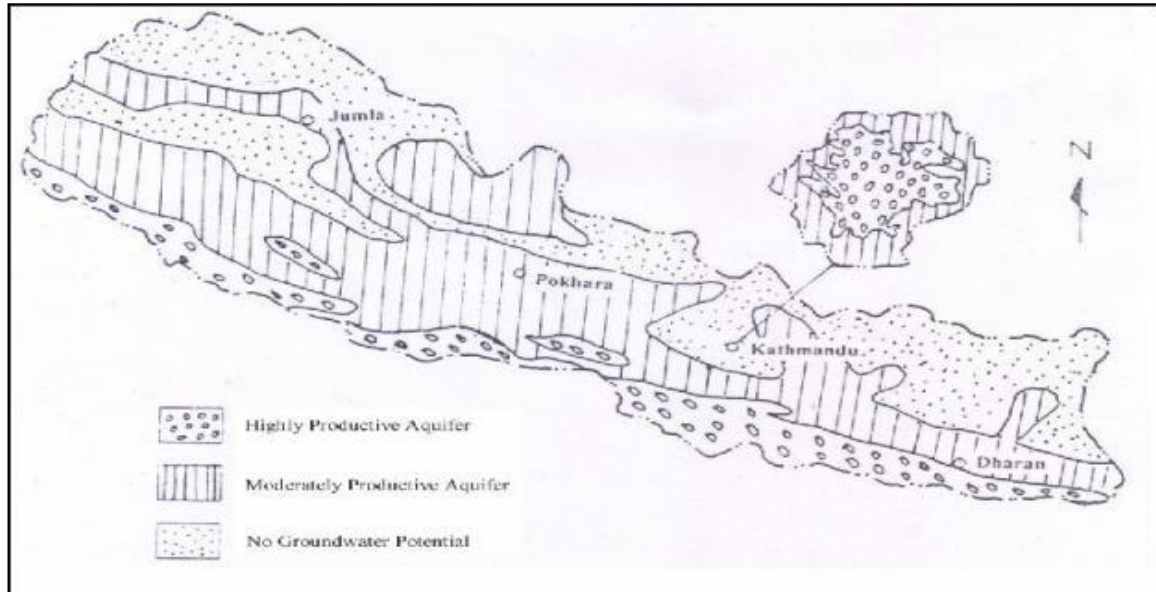 Jumla
N
Pokhara
Kathmandu
Dharan
Highly Productive Aquifer
Moderately Productive Aquifer
No Groundwater Potential